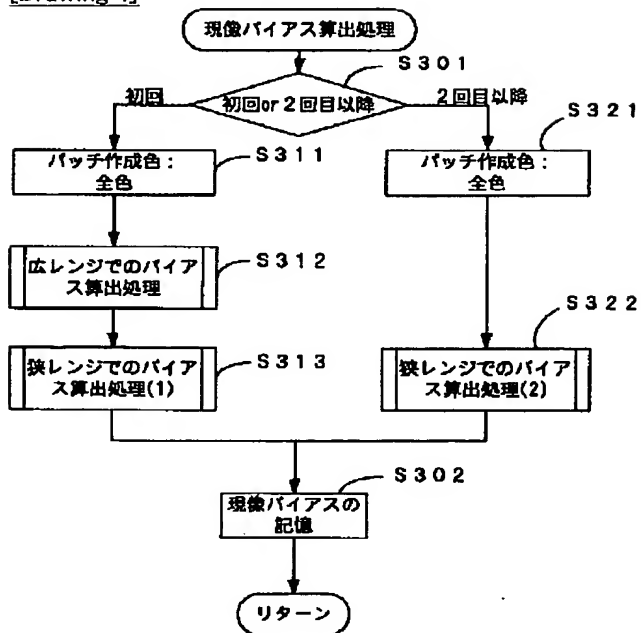 現像バイアス算出処理
S301
初回or2回目以降
初回
2回目以降
S311
S321
パッチ作成色:
全色
パッチ作成色:
全色
S312
広レンジでのバイア
ス算出処理
S322
S313
狭レンジでのバイア
ス算出処理(1)
狭レンジでのバイア
ス算出処理(2)
S302
現像バイアスの
記憶
リターン